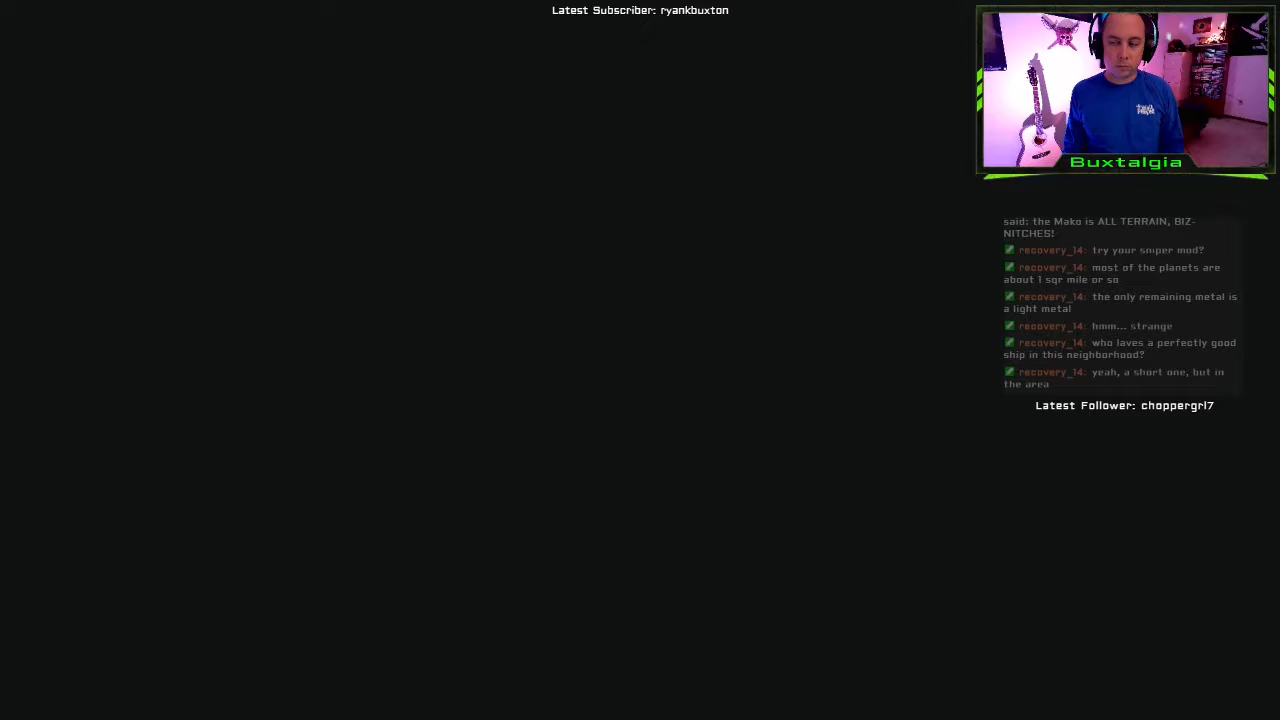 Latest Subscriber: ryankbuxton
Buxtalgia
said: the Mako is ALL TERRAIN, BIZ-
NITCHES!
recovery_14: try your sniper mod?
recovery_14: most of the planets are
about 1 sqr mile or so
recovery_14: the only remaining metal is
a light metal
recovery_14: hmm... strange
recovery_14: who laves a perfectly good
ship in this neighborhood?
recovery_14: yeah, a short one, but in
the area
Latest Follower: choppergrl7